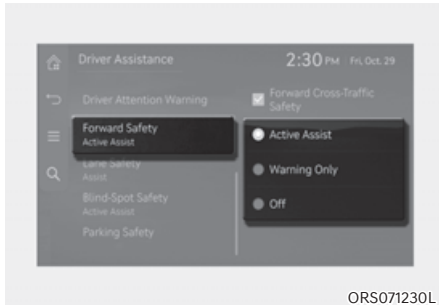 Driver Assistance
2:30 PM Fri, Oct. 29
Driver Attention Warning
Forward Cross-Traffic
Safety
Forward Safety
Active Assist
Active Assist
Lane Safety
Assist
Warning Only
Blind-Spot Safety
Active Assist
Off
Parking Safety
ORS071230L